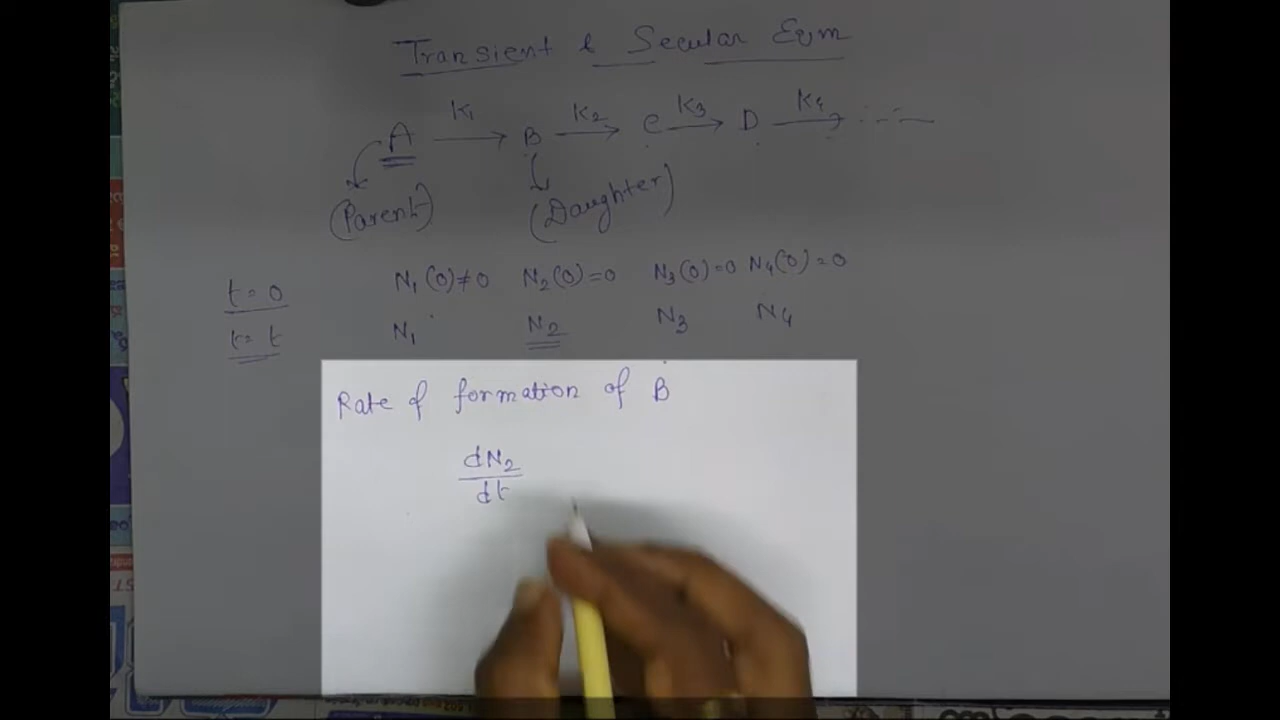 Transient & Secular Eqm
A K1→ B K2→ C K3→ D K4→
(Parent) (Daughter)
t=0 N1(0)≠0 N2(0)=0 N3(0)=0 N4(0)=0
t=t N1 N2 N3 N4
Rate of formation of B
dN2
dt